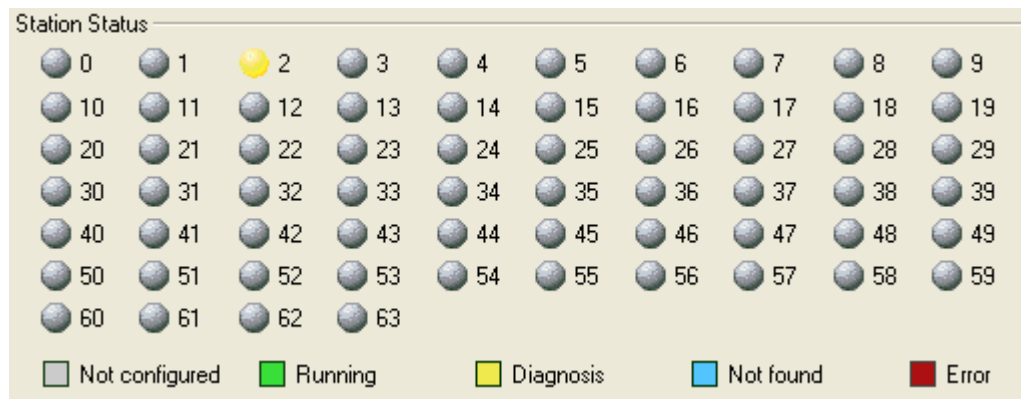 Station Status
0 1 2 3 4 5 6 7 8 9
10 11 12 13 14 15 16 17 18 19
20 21 22 23 24 25 26 27 28 29
30 31 32 33 34 35 36 37 38 39
40 41 42 43 44 45 46 47 48 49
50 51 52 53 54 55 56 57 58 59
60 61 62 63
Not configured Running Diagnosis Not found Error